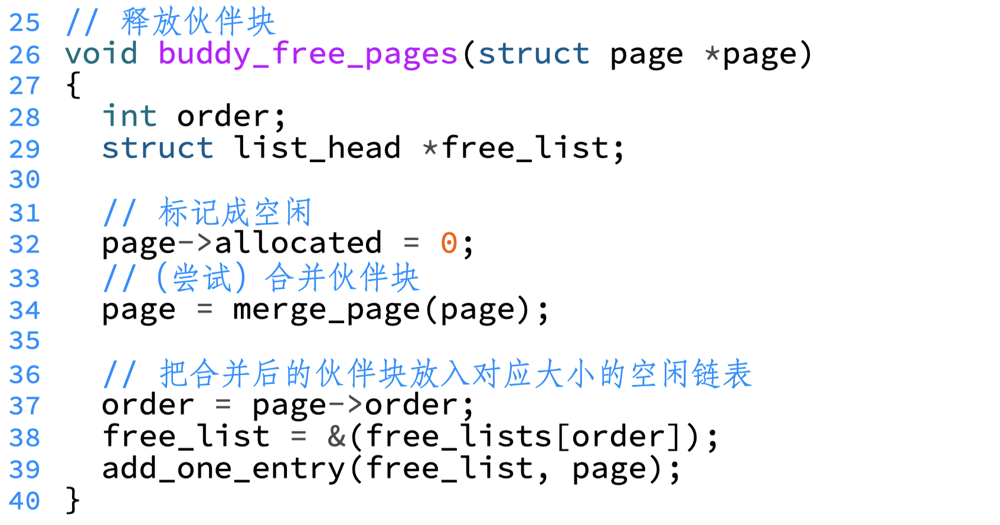 25 // 释放伙伴块
26 void buddy_free_pages(struct page *page)
27 {
28   int order;
29   struct list_head *free_list;
30
31   // 标记成空闲
32   page->allocated = 0;
33   //（尝试）合并伙伴块
34   page = merge_page(page);
35
36   // 把合并后的伙伴块放入对应大小的空闲链表
37   order = page->order;
38   free_list = &(free_lists[order]);
39   add_one_entry(free_list, page);
40 }